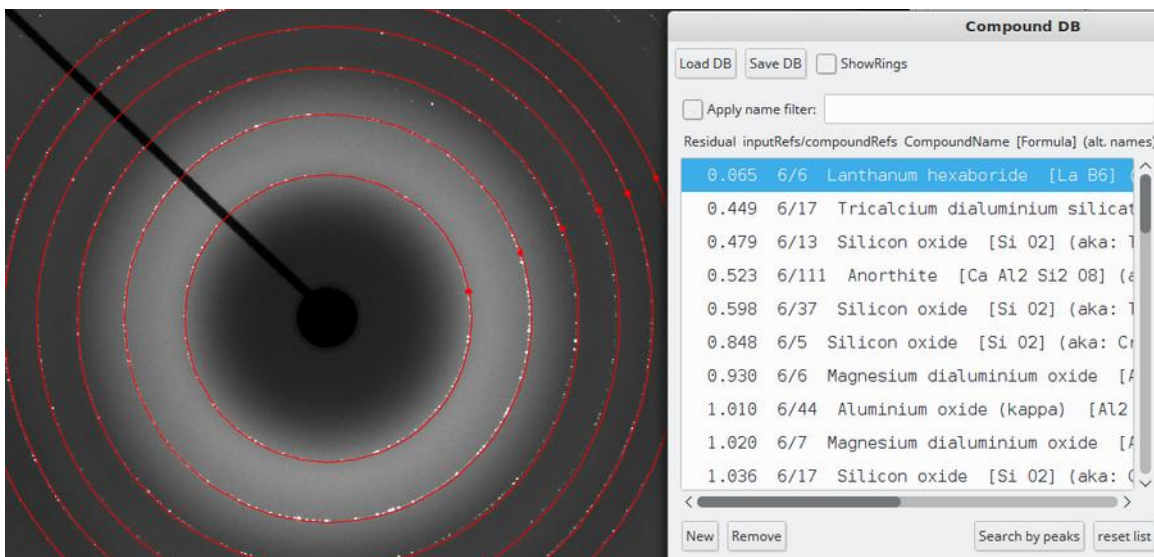 Compound DB
Load DB Save DB ShowRings
Apply name filter:
Residual inputRefs/compoundRefs CompoundName [Formula] (alt. names)
0.065 6/6 Lanthanum hexaboride [La B6] (
0.449 6/17 Tricalcium dialuminium silicat
0.479 6/13 Silicon oxide [Si O2] (aka: T
0.523 6/111 Anorthite [Ca Al2 Si2 O8] (a
0.598 6/37 Silicon oxide [Si O2] (aka: T
0.848 6/5 Silicon oxide [Si O2] (aka: Cr
0.930 6/6 Magnesium dialuminium oxide [A
1.010 6/44 Aluminium oxide (kappa) [Al2
1.020 6/7 Magnesium dialuminium oxide [A
1.036 6/17 Silicon oxide [Si O2] (aka: C
New Remove Search by peaks reset list